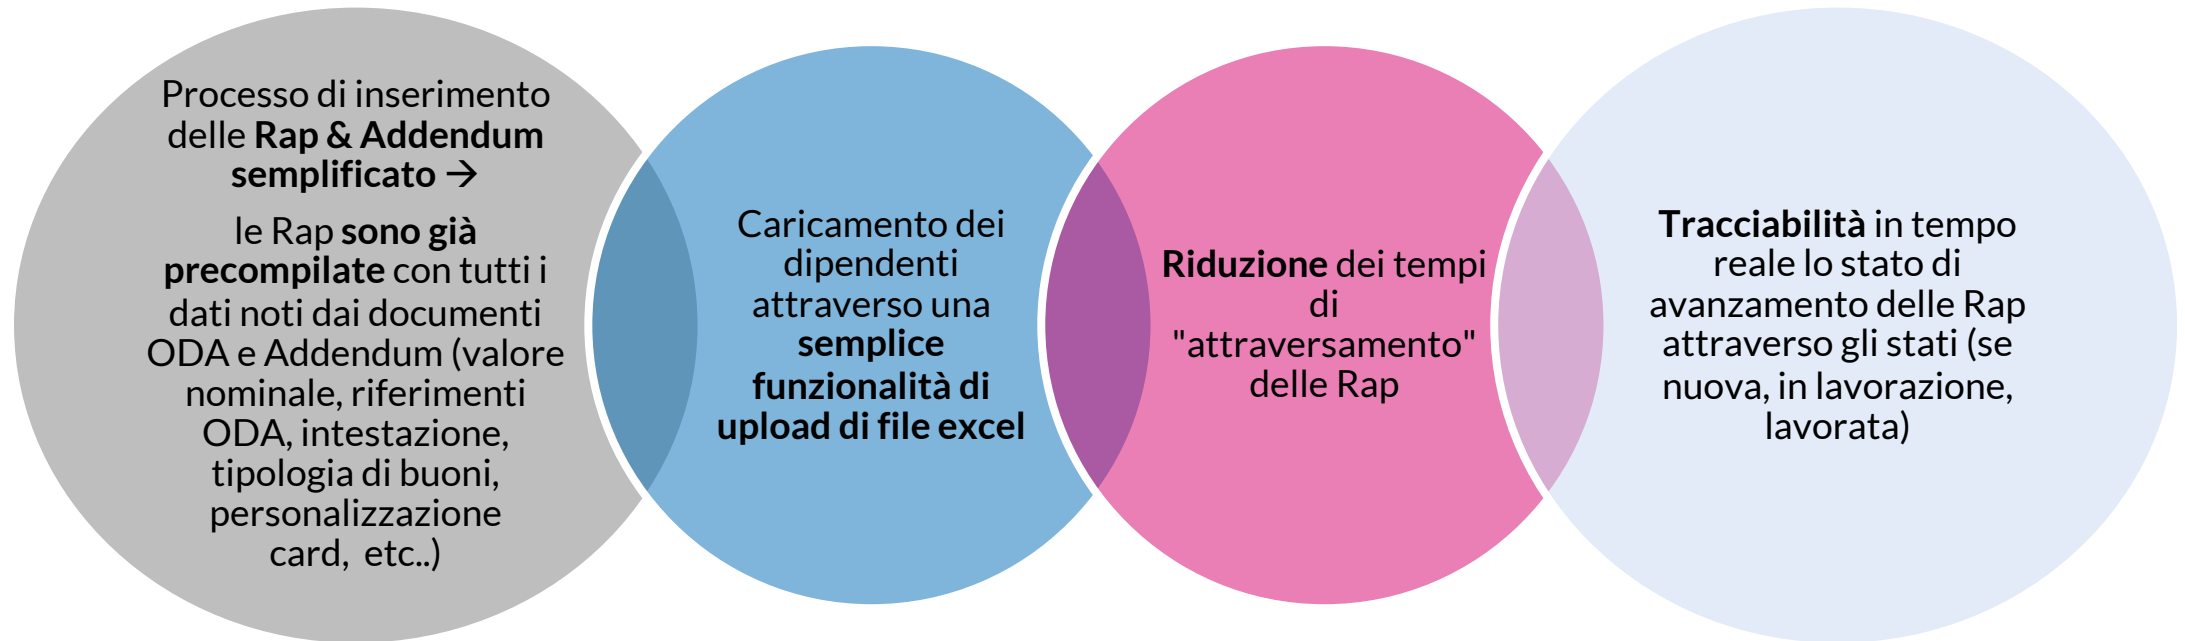 Processo di inserimento
delle Rap & Addendum
semplificato →
le Rap sono già
precompilate con tutti i
dati noti dai documenti
ODA e Addendum (valore
nominale, riferimenti
ODA, intestazione,
tipologia di buoni,
personalizzazione
card, etc..)
Caricamento dei
dipendenti
attraverso una
semplice
funzionalità di
upload di file excel
Riduzione dei tempi
di
"attraversamento"
delle Rap
Tracciabilità in tempo
reale lo stato di
avanzamento delle Rap
attraverso gli stati (se
nuova, in lavorazione,
lavorata)